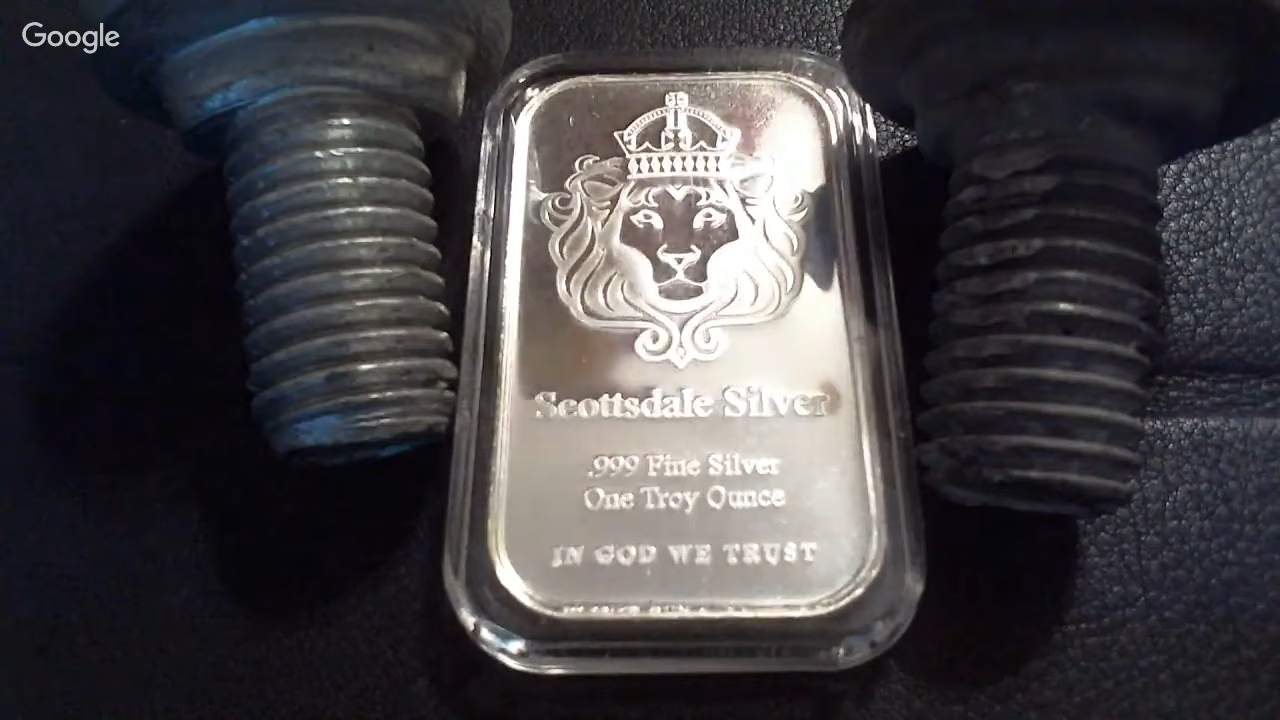 Google
Scottsdale Silver
.999 Fine Silver
One Troy Ounce
IN GOD WE TRUST